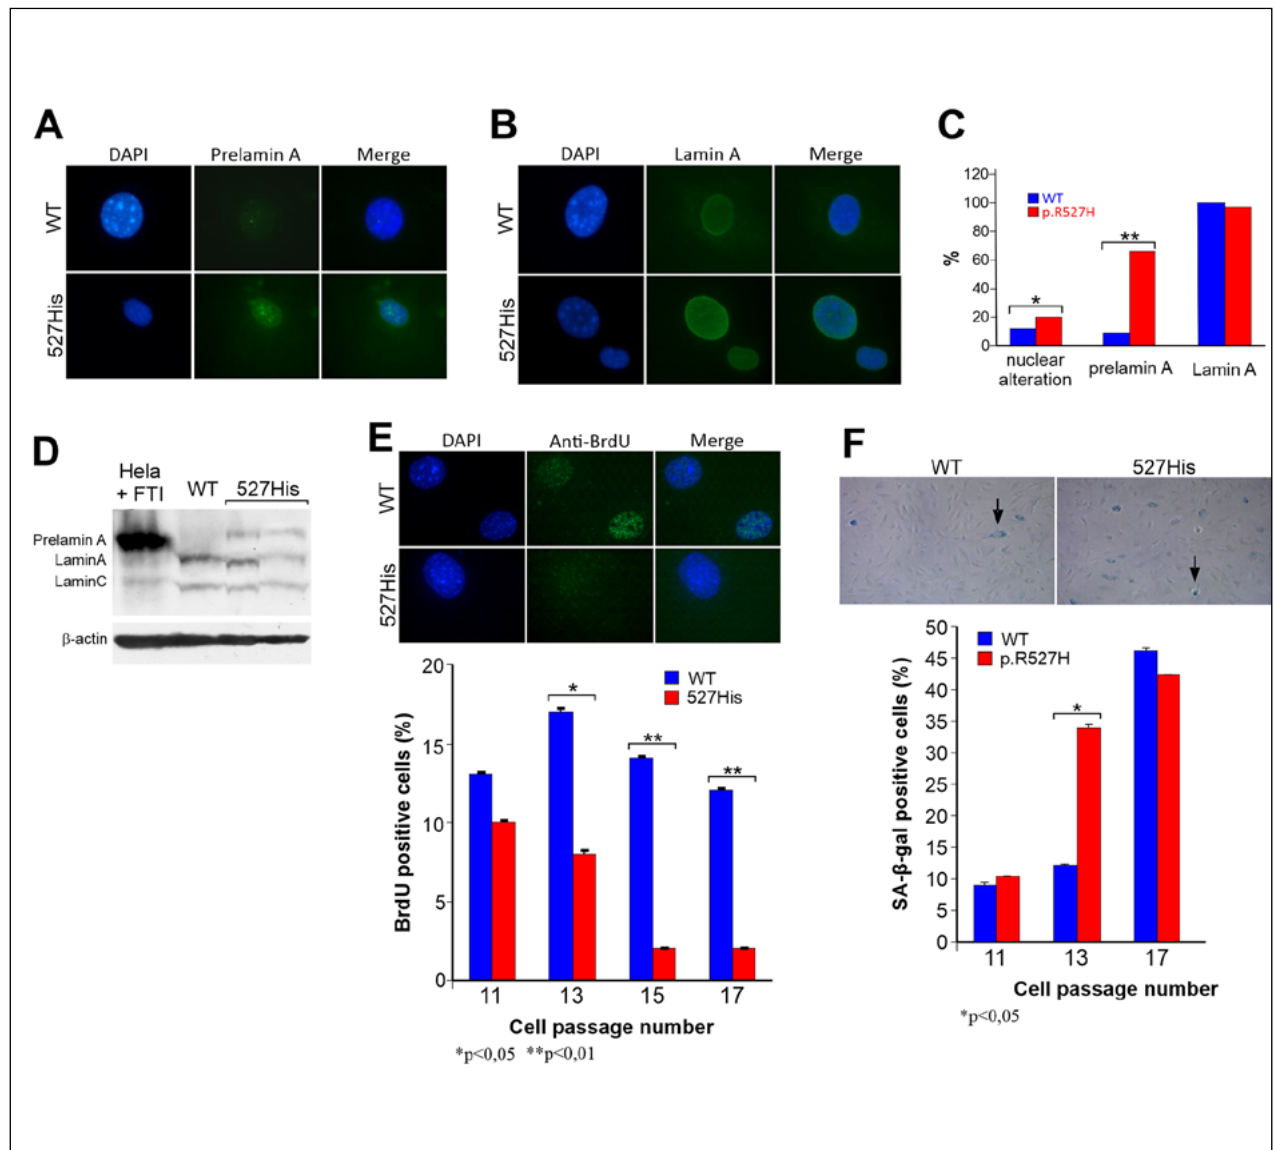 A
DAPI Prelamin A Merge
WT
527His
B
DAPI Lamin A Merge
WT
527His
C
120
100
80
60
40
20
0
%
WT
p.R527H
*
**
nuclear
alteration
prelamin A
Lamin A
D
Hela
+ FTI
WT 527His
Prelamin A
LaminA
LaminC
β-actin
E
DAPI Anti-BrdU Merge
WT
527His
20
15
10
5
0
BrdU positive cells (%)
WT
527His
*
**
**
11 13 15 17
Cell passage number
*p<0,05 **p<0,01
F
WT 527His
50
45
40
35
30
25
20
15
10
5
0
SA-β-gal positive cells (%)
WT
p.R527H
*
11 13 17
Cell passage number
*p<0,05